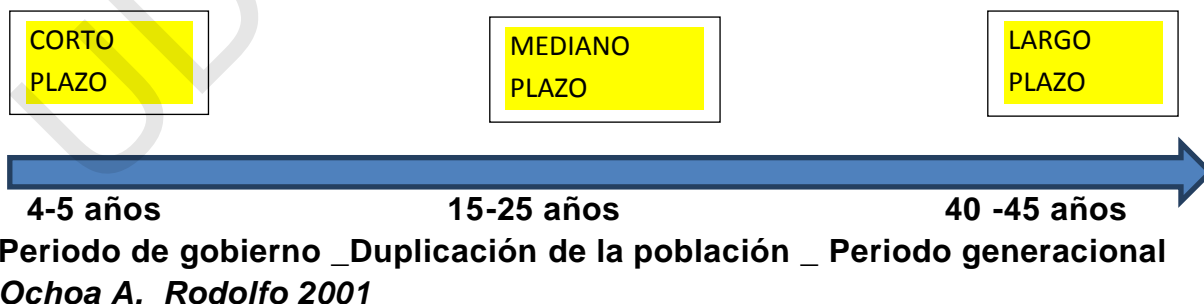 CORTO
PLAZO
MEDIANO
PLAZO
LARGO
PLAZO
4-5 años 15-25 años 40 -45 años
Periodo de gobierno _Duplicación de la población _ Periodo generacional
Ochoa A. Rodolfo 2001